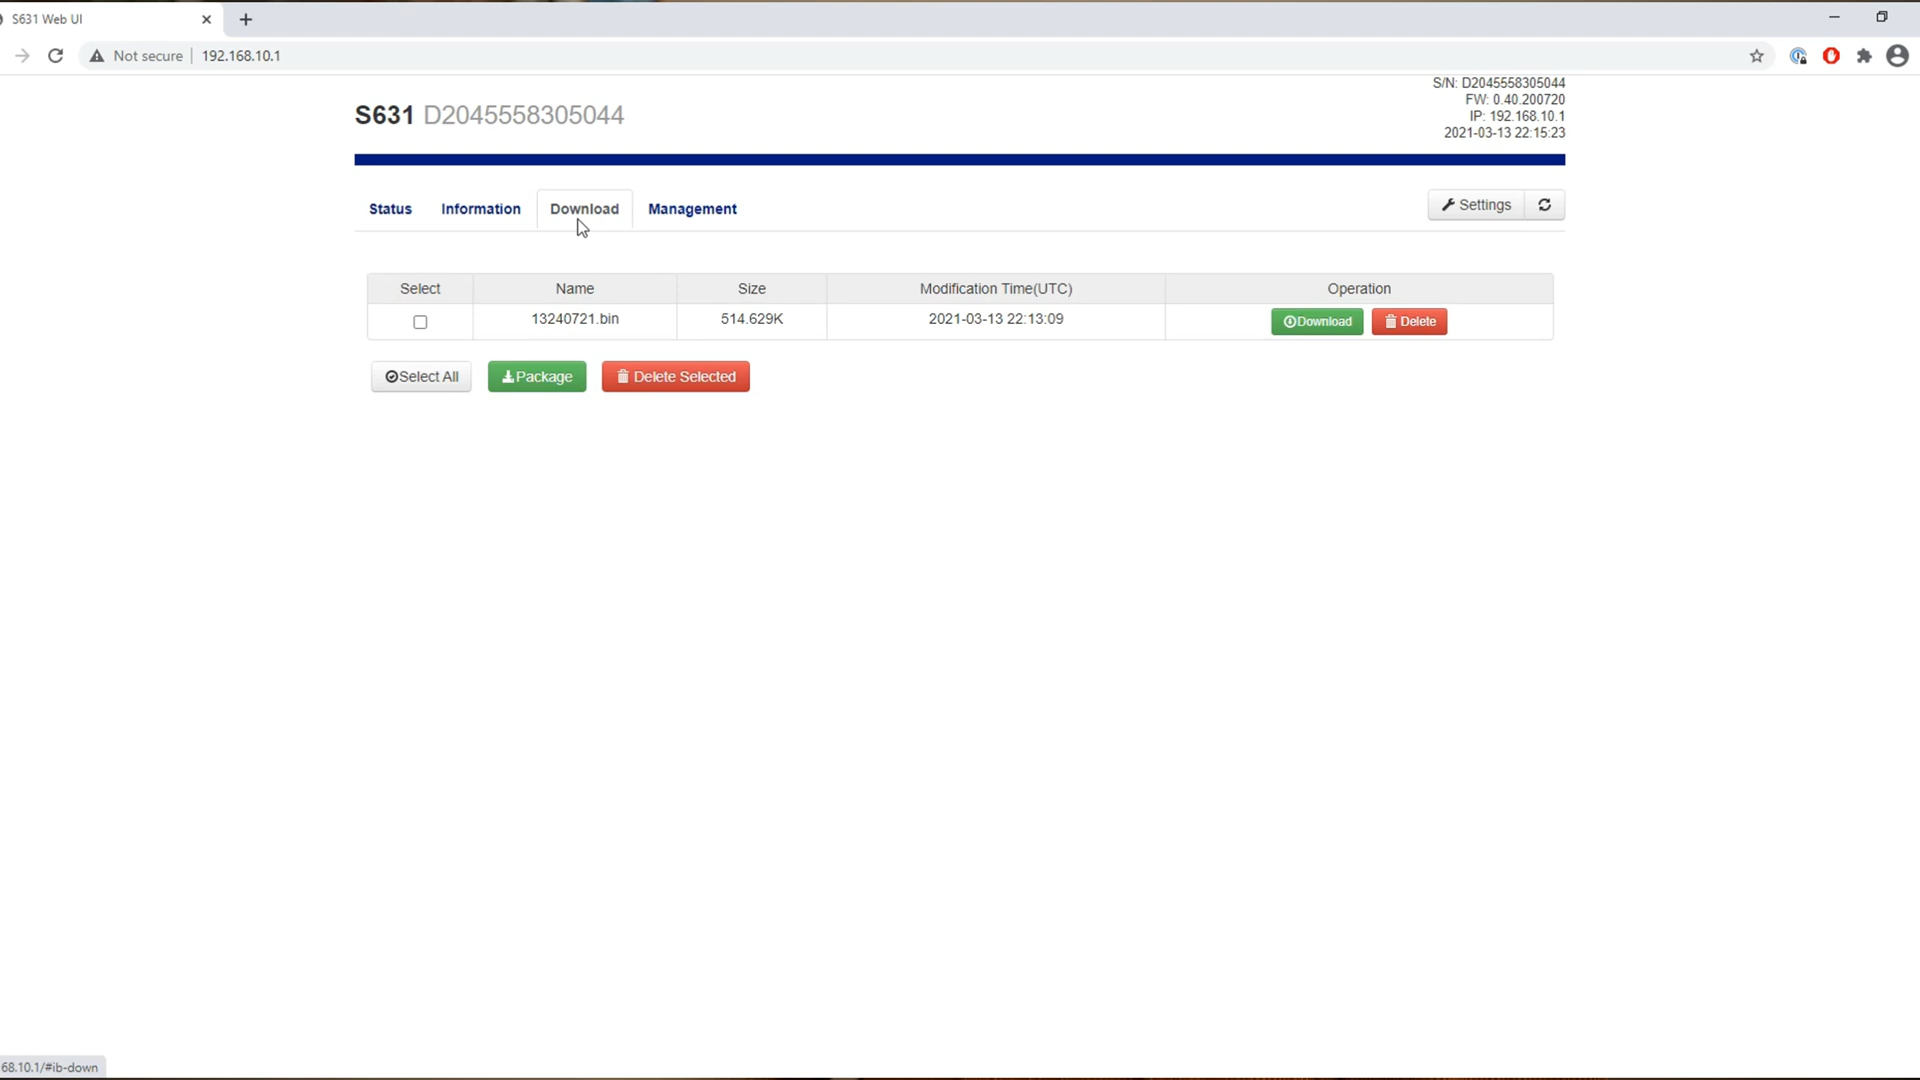 S631 Web UI
Not secure 192.168.10.1
S/N: D2045558305044
FW: 0.40.200720
IP: 192.168.10.1
2021-03-13 22:15:23
S631 D2045558305044
Status Information Download Management Settings
Select Name Size Modification Time(UTC) Operation
13240721.bin 514.629K 2021-03-13 22:13:09 Download Delete
Select All Package Delete Selected
68.10.1/#ib-down